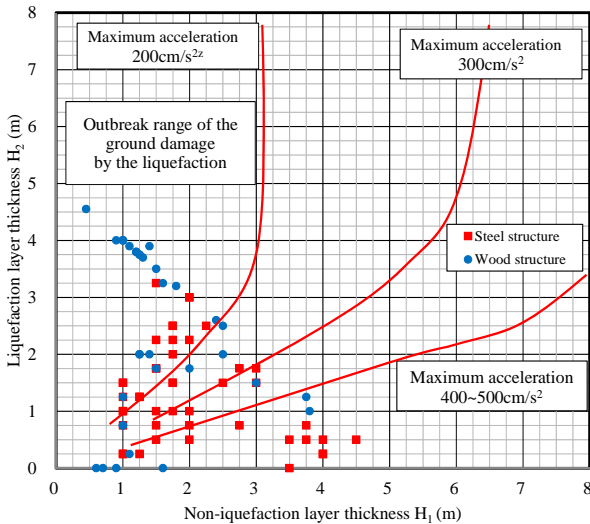 8
7
6
5
4
3
2
1
0
Liquefaction layer thickness H2 (m)
Maximum acceleration
200cm/s2z
Maximum acceleration
300cm/s2
Outbreak range of the
ground damage
by the liquefaction
Steel structure
Wood structure
Maximum acceleration
400~500cm/s2
0 1 2 3 4 5 6 7 8
Non-iquefaction layer thickness H1 (m)